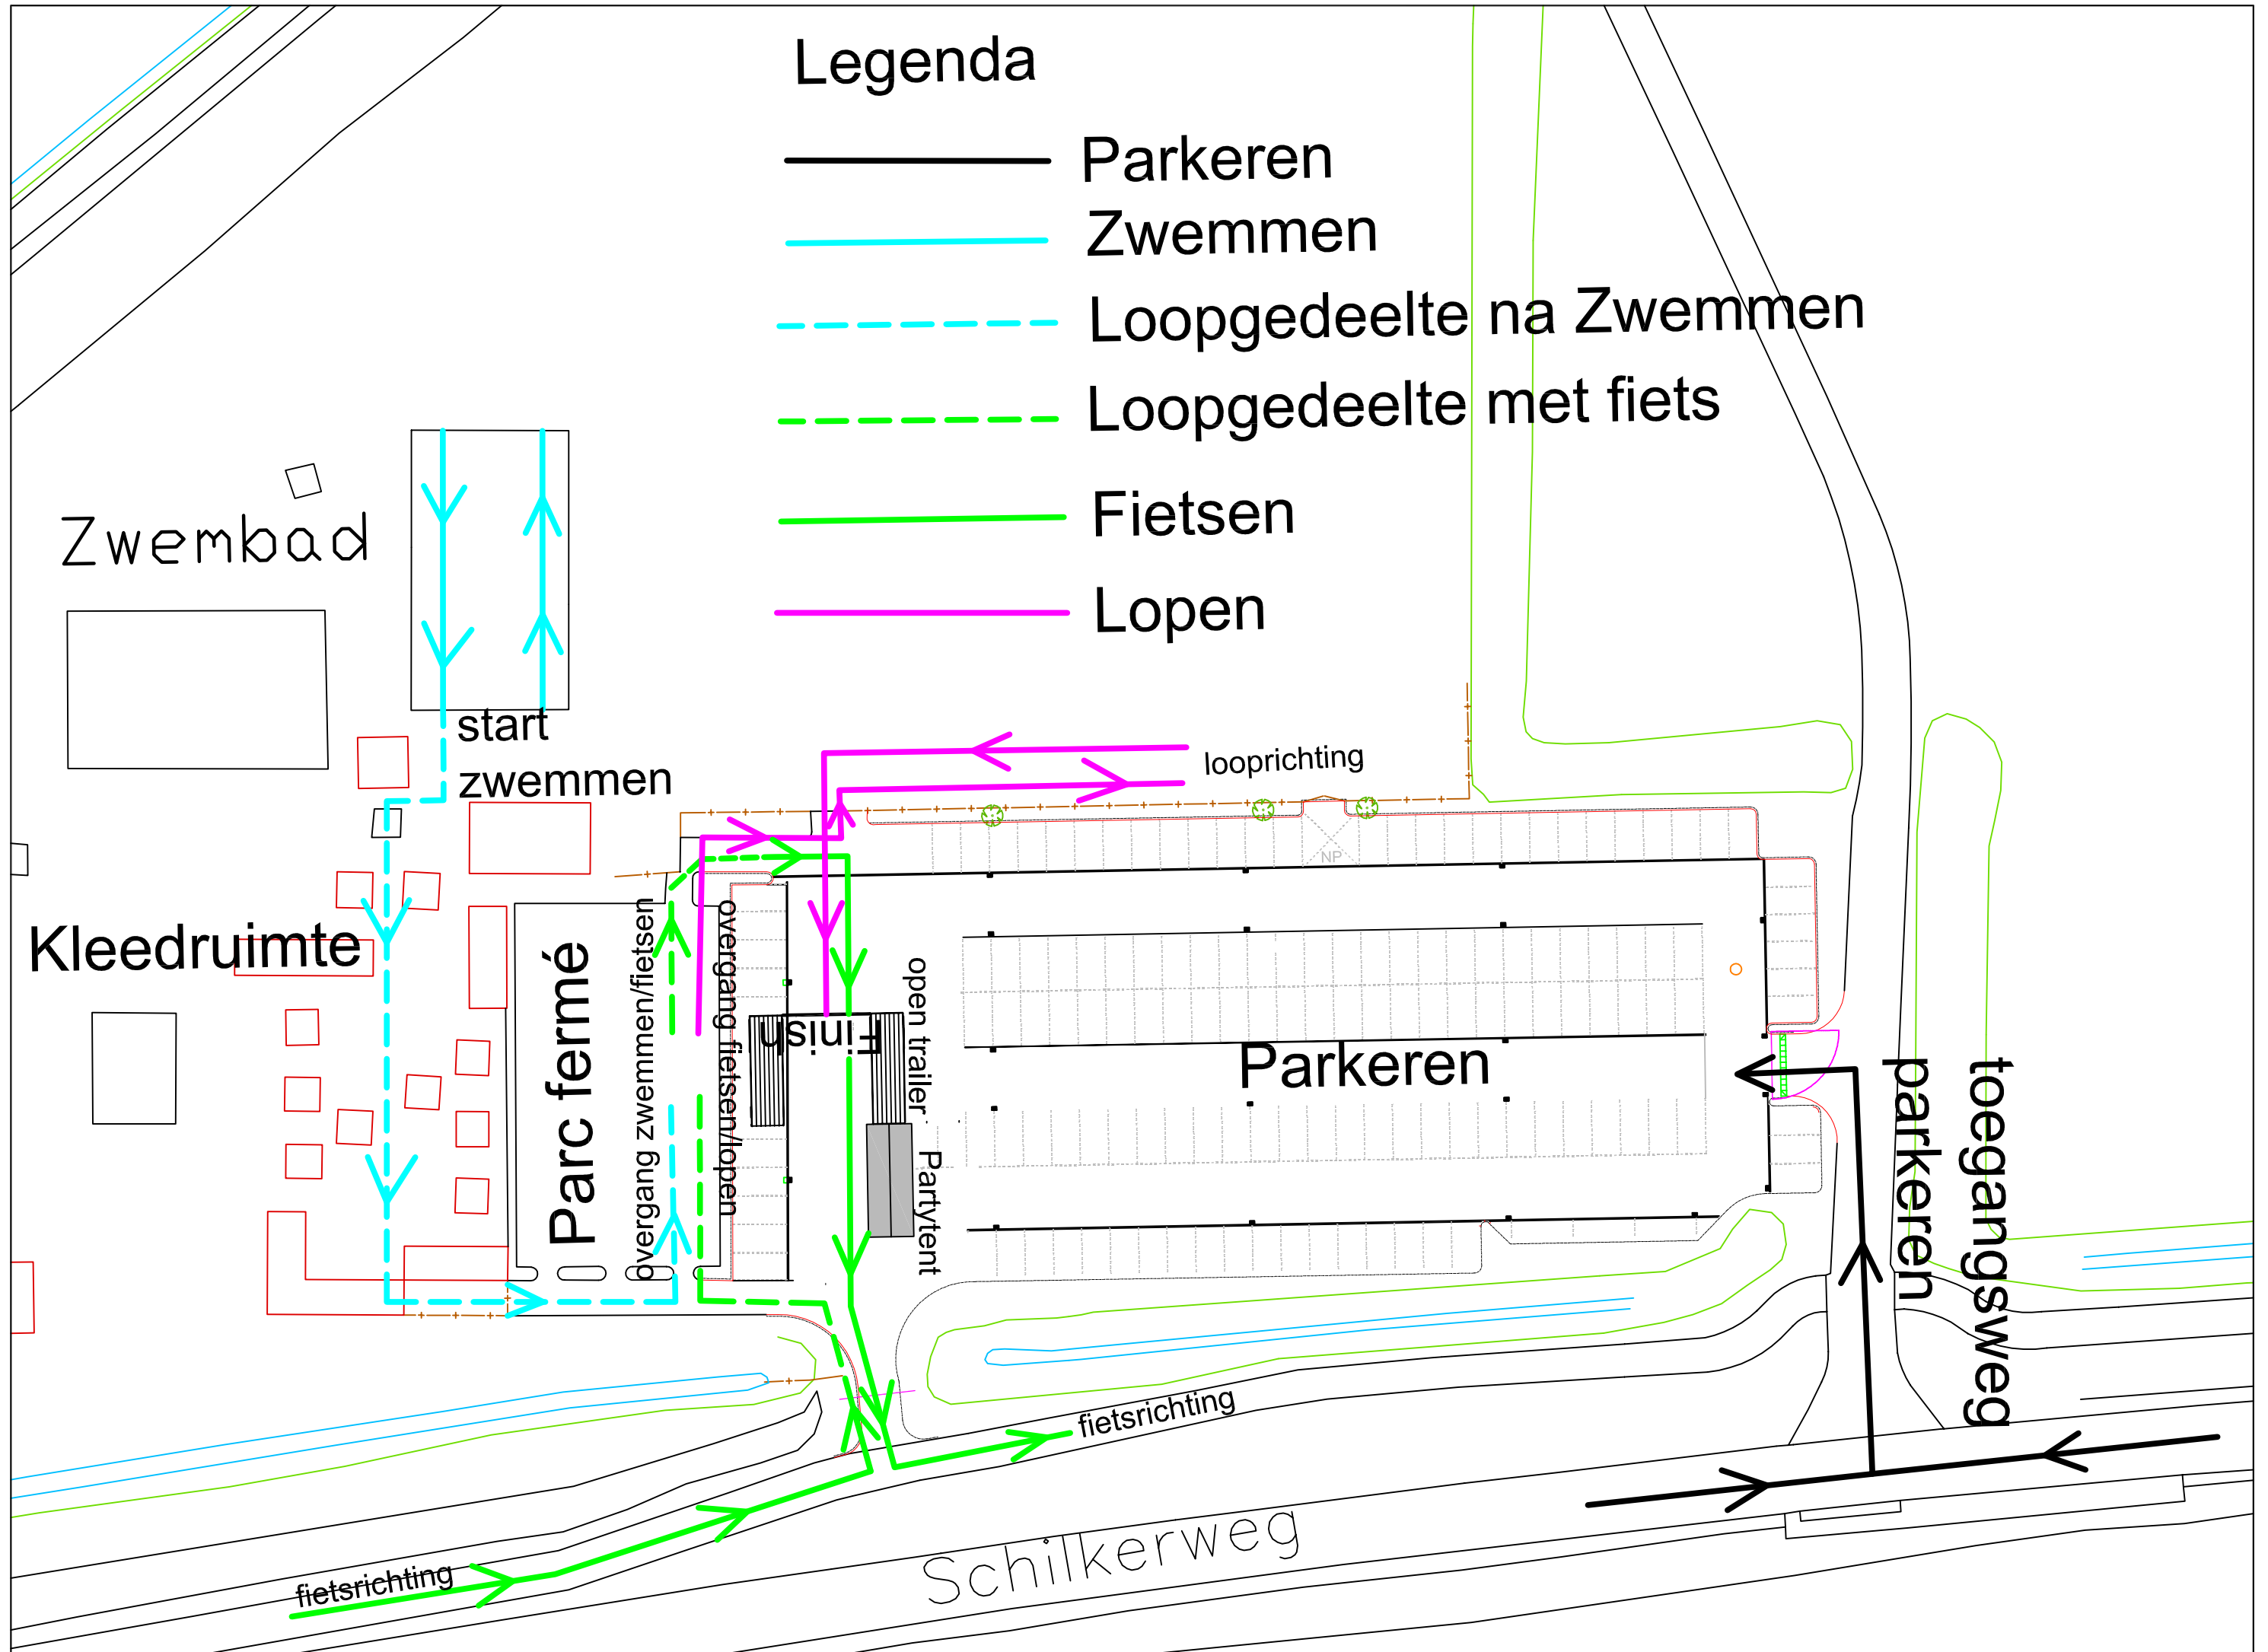 Legenda
Parkeren
Zwemmen
Loopgedeelte na Zwemmen
Loopgedeelte met fiets
Fietsen
Lopen
Zwembad
start
zwemmen
looprichting
NP
Kleedruimte
Parc fermé
overgang zwemmen/fietsen
overgang fietsen/lopen
Finish
open trailer
Partytent
Parkeren
toegangsweg
parkeren
fietsrichting
fietsrichting
Schilkerweg